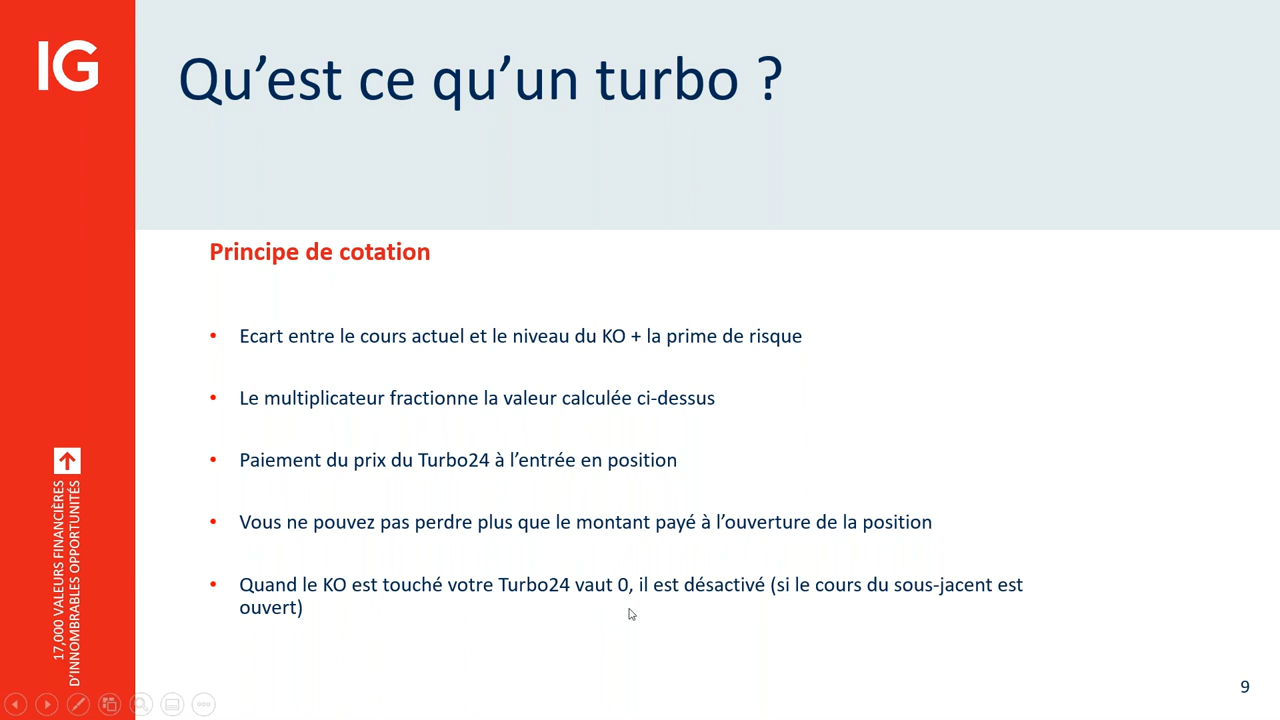 IG
Qu’est ce qu’un turbo ?
Principe de cotation
• Ecart entre le cours actuel et le niveau du KO + la prime de risque
• Le multiplicateur fractionne la valeur calculée ci-dessus
• Paiement du prix du Turbo24 à l’entrée en position
• Vous ne pouvez pas perdre plus que le montant payé à l’ouverture de la position
• Quand le KO est touché votre Turbo24 vaut 0, il est désactivé (si le cours du sous-jacent est
ouvert)
17,000 VALEURS FINANCIÈRES
D’INNOMBRABLES OPPORTUNITÉS
9